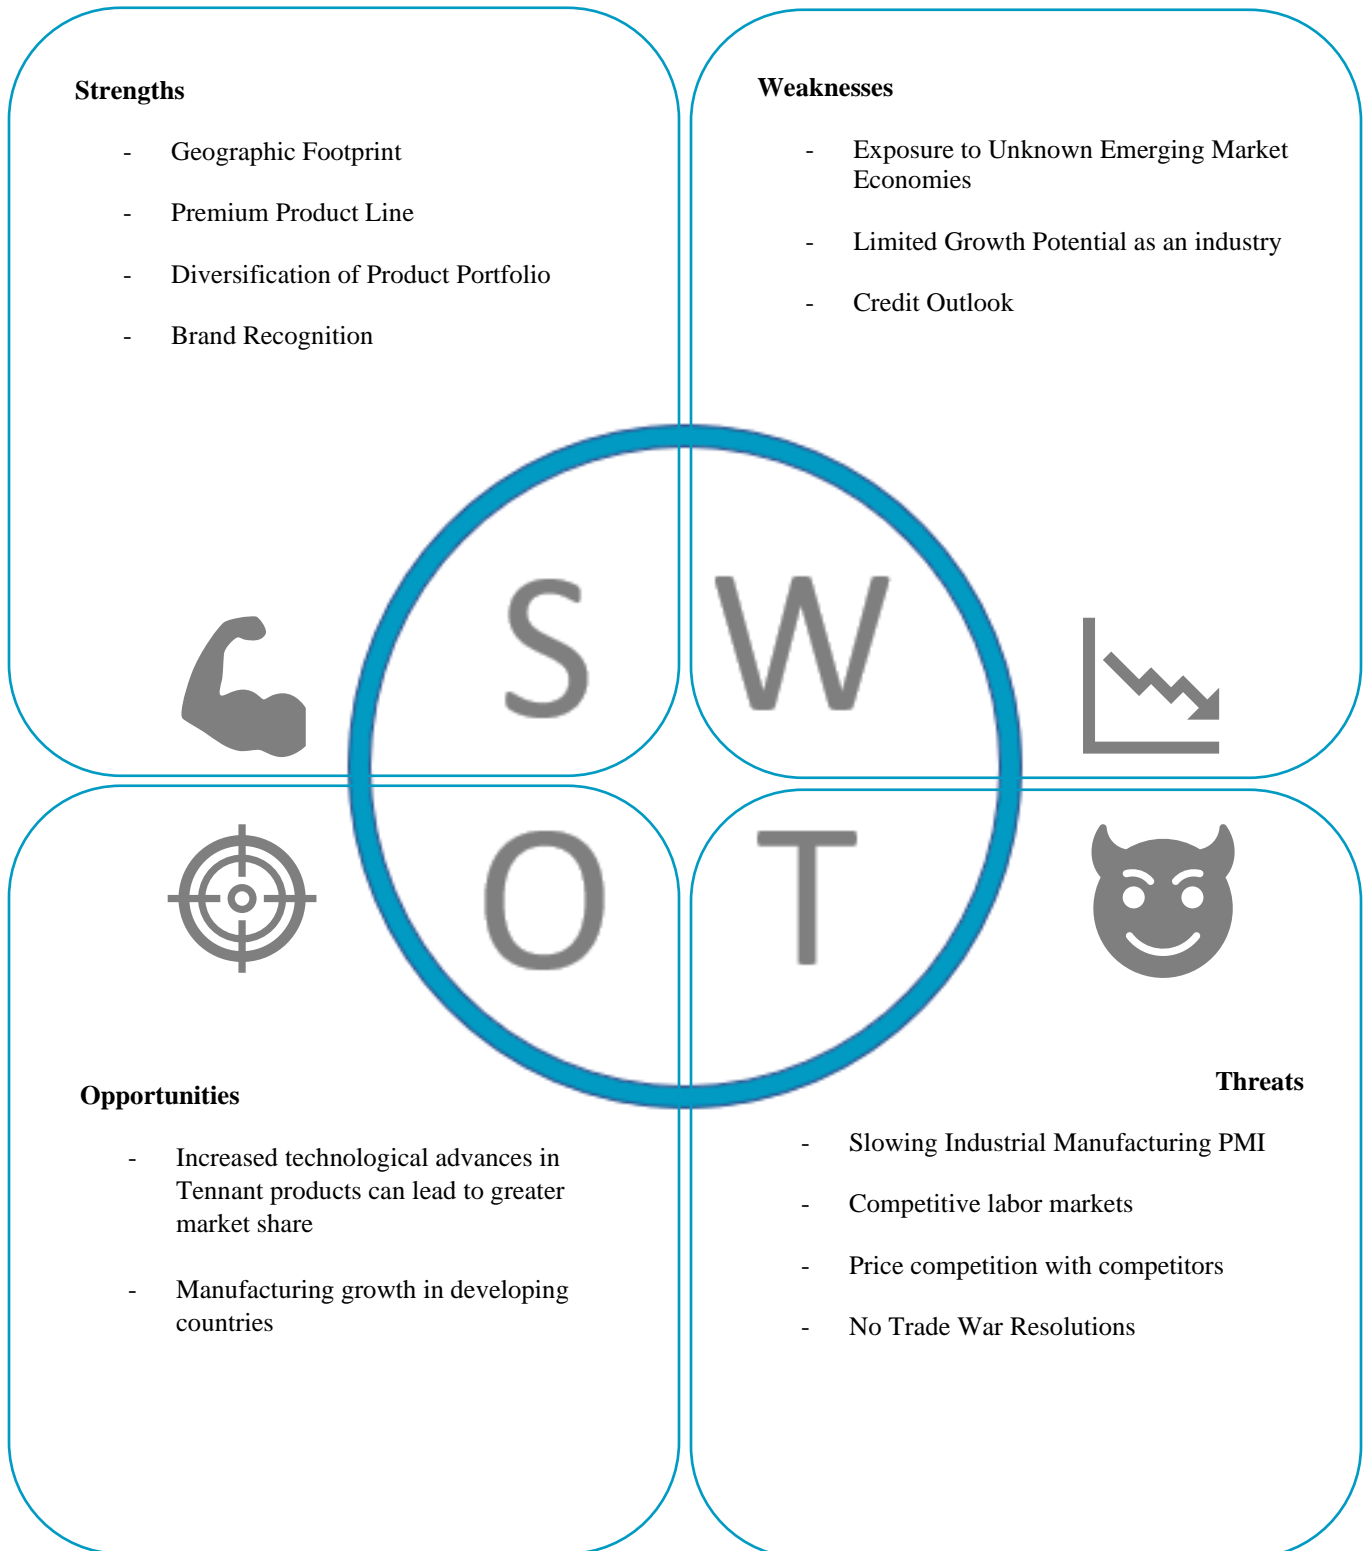 Strengths
- Geographic Footprint
- Premium Product Line
- Diversification of Product Portfolio
- Brand Recognition
Weaknesses
- Exposure to Unknown Emerging Market
Economies
- Limited Growth Potential as an industry
- Credit Outlook
S
W
O
T
Opportunities
- Increased technological advances in
Tennant products can lead to greater
market share
- Manufacturing growth in developing
countries
Threats
- Slowing Industrial Manufacturing PMI
- Competitive labor markets
- Price competition with competitors
- No Trade War Resolutions